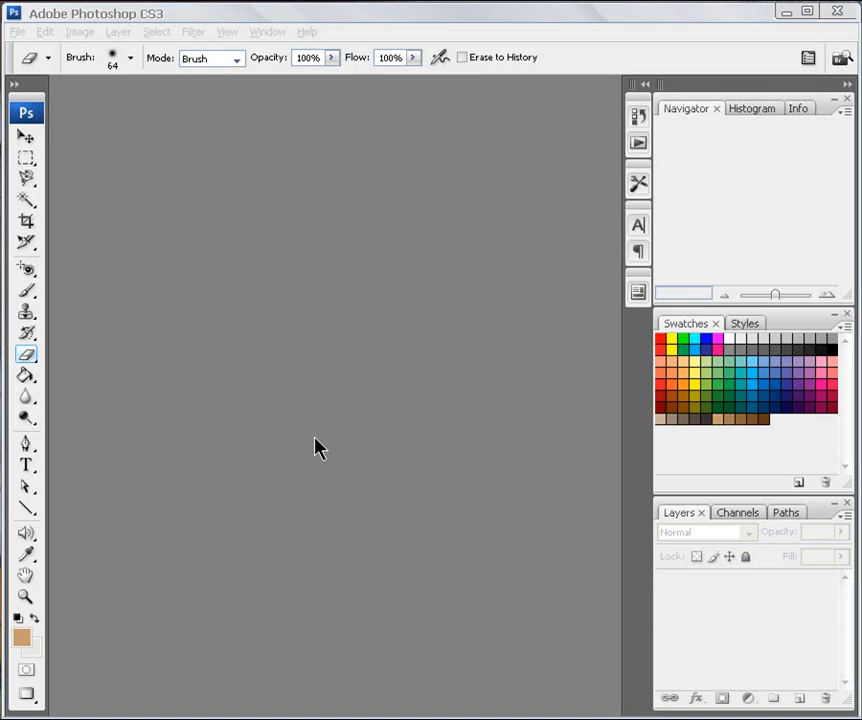 Ps Adobe Photoshop CS3
File Edit Image Layer Select Filter View Window Help
Brush: 64 Mode: Brush Opacity: 100% Flow: 100% Erase to History
Ps
Navigator Histogram Info
Swatches Styles
Layers Channels Paths
Normal Opacity:
Lock: Fill: